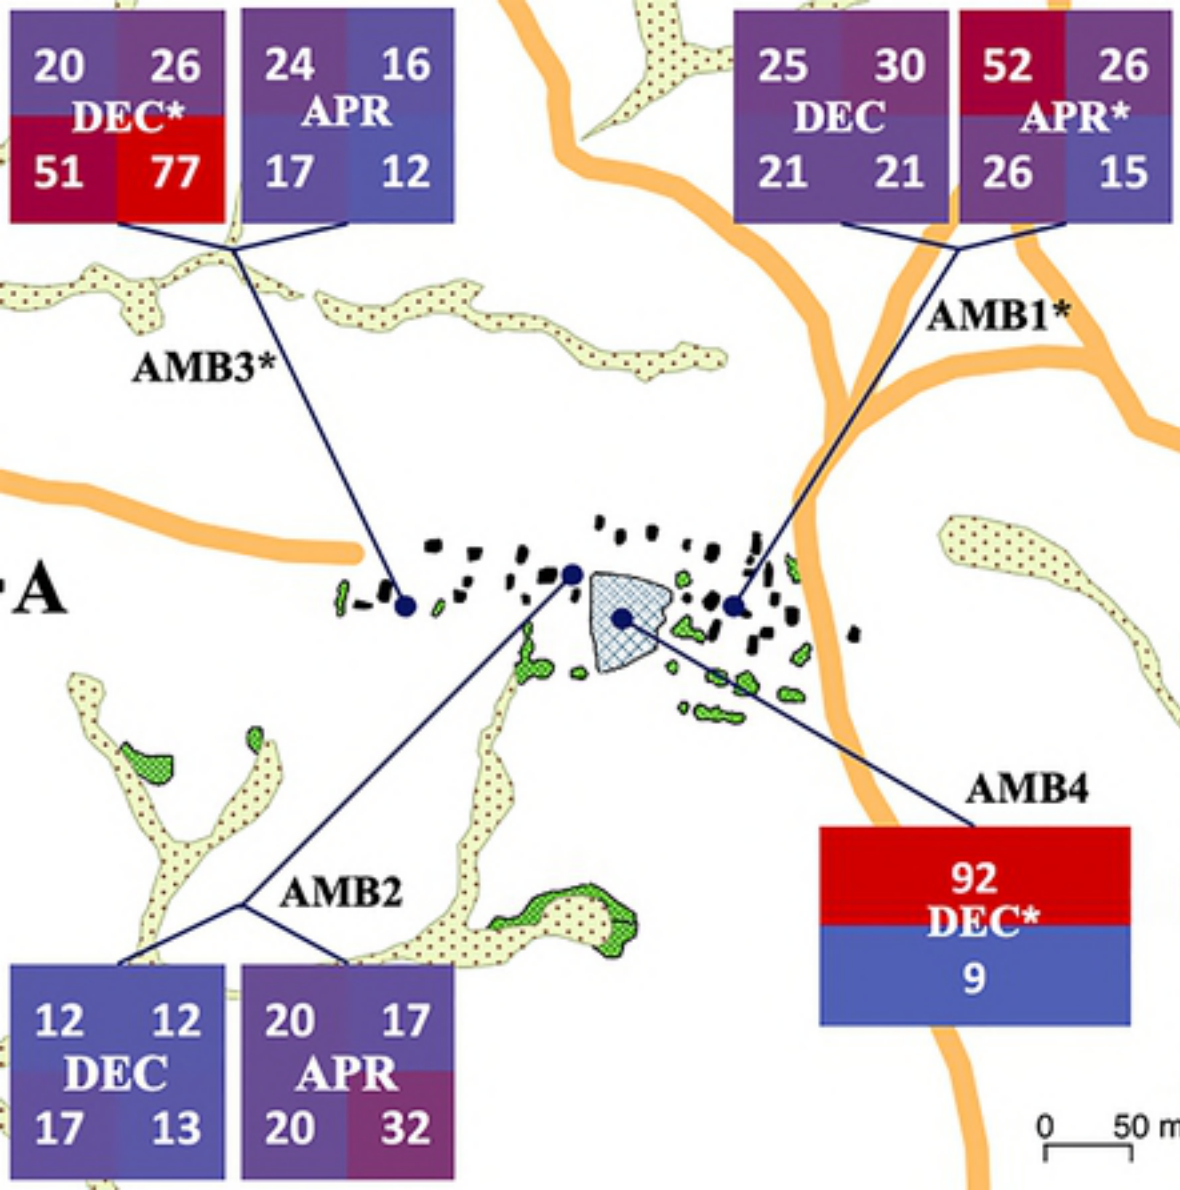 20 26
DEC*
51 77
24 16
APR
17 12
25 30
DEC
21 21
52 26
APR*
26 15
AMB1*
AMB3*
A
AMB4
92
DEC*
9
AMB2
12 12
DEC
17 13
20 17
APR
20 32
0 50 m